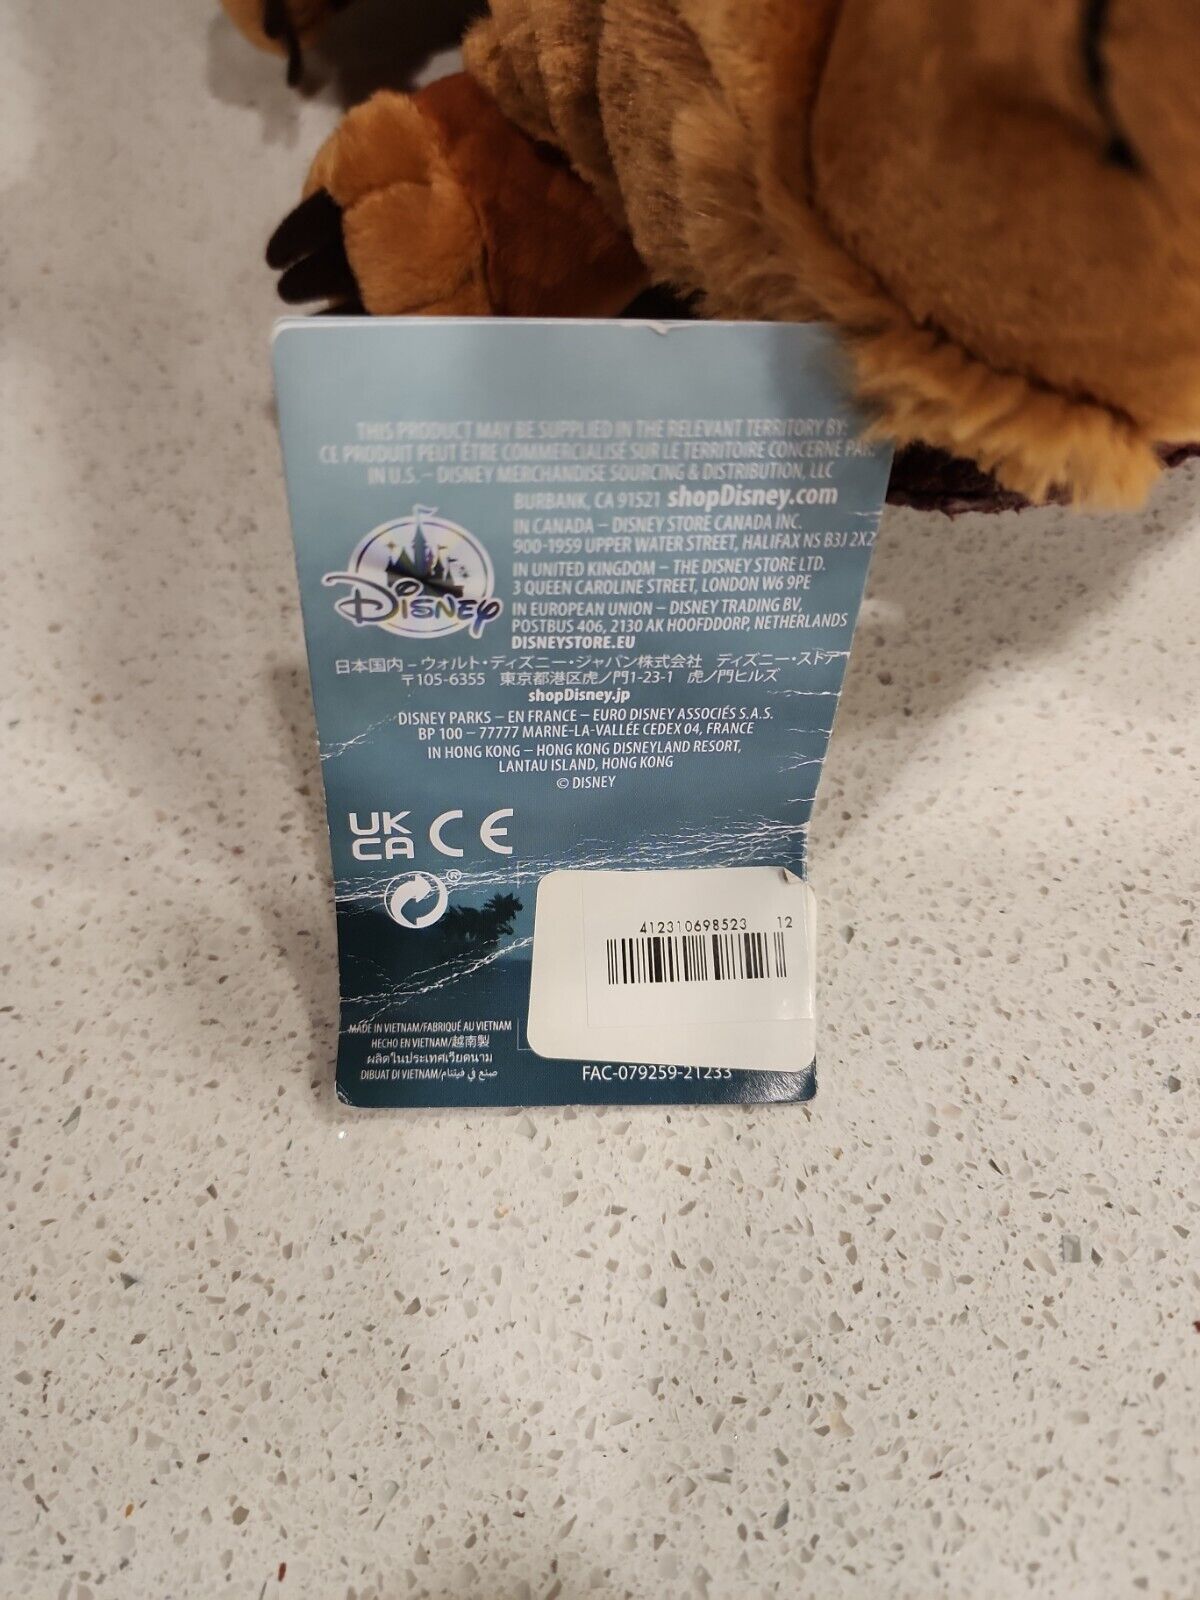 THIS PRODUCT MAY BE SUPPLIED IN THE RELEVANT TERRITORY BY:
CE PRODUIT PEUT ÊTRE COMMERCIALISÉ SUR LE TERRITOIRE CONCERNÉ PAR:
IN U.S. – DISNEY MERCHANDISE SOURCING & DISTRIBUTION, LLC
BURBANK, CA 91521 shopDisney.com
IN CANADA – DISNEY STORE CANADA INC.
900-1959 UPPER WATER STREET, HALIFAX NS B3J 2X2
IN UNITED KINGDOM – THE DISNEY STORE LTD.
3 QUEEN CAROLINE STREET, LONDON W6 9PE
IN EUROPEAN UNION – DISNEY TRADING BV,
POSTBUS 406, 2130 AK HOOFDDORP, NETHERLANDS
DISNEYSTORE.EU
Disney
日本国内 – ウォルト・ディズニー・ジャパン株式会社 ディズニー・ストア
〒105-6355 東京都港区虎ノ門1-23-1 虎ノ門ヒルズ
shopDisney.jp
DISNEY PARKS – EN FRANCE – EURO DISNEY ASSOCIÉS S.A.S.
BP 100 – 77777 MARNE-LA-VALLÉE CEDEX 04, FRANCE
IN HONG KONG – HONG KONG DISNEYLAND RESORT,
LANTAU ISLAND, HONG KONG
© DISNEY
UK
CA CE
®
412310698523 12
MADE IN VIETNAM/FABRIQUÉ AU VIETNAM
HECHO EN VIETNAM/越南製
ผลิตในประเทศเวียดนาม
DIBUAT DI VIETNAM/صنع في فيتنام
FAC-079259-21233